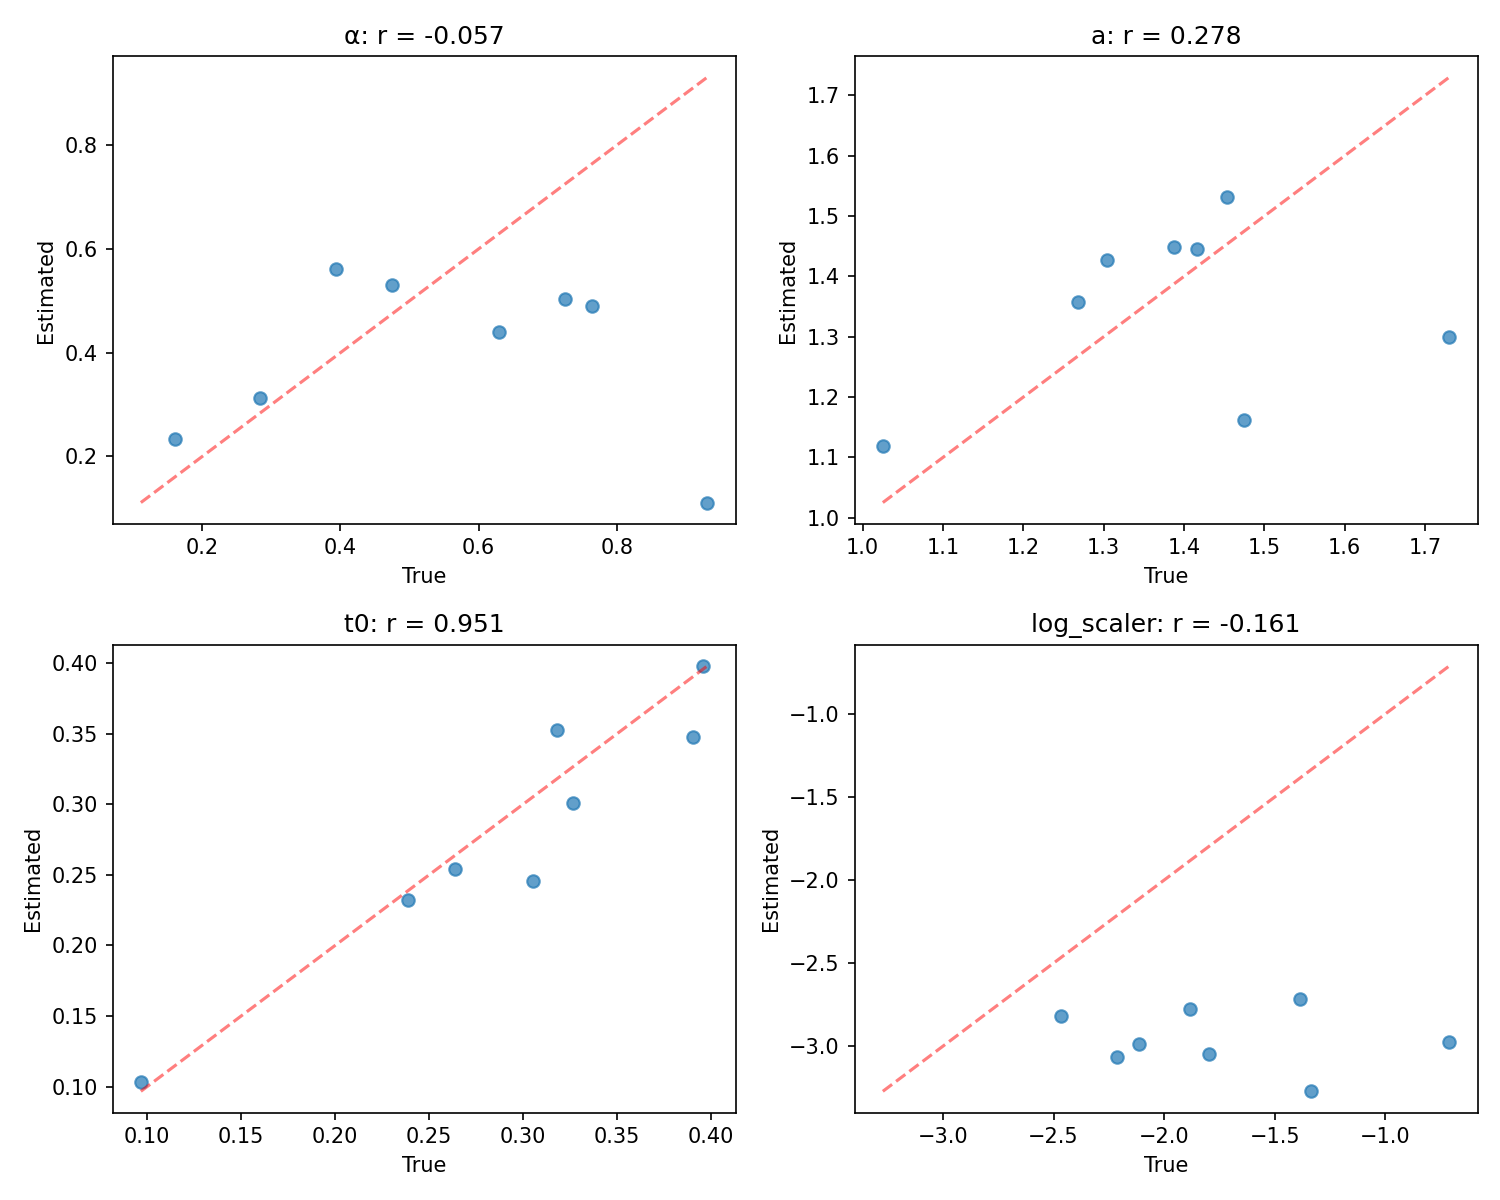 α: r = -0.057
0.8
0.6
0.4
0.2
Estimated
0.2 0.4 0.6 0.8
True
a: r = 0.278
1.7
1.6
1.5
1.4
1.3
1.2
1.1
1.0
Estimated
1.0 1.1 1.2 1.3 1.4 1.5 1.6 1.7
True
t0: r = 0.951
0.40
0.35
0.30
0.25
0.20
0.15
0.10
Estimated
0.10 0.15 0.20 0.25 0.30 0.35 0.40
True
log_scaler: r = -0.161
−1.0
−1.5
−2.0
−2.5
−3.0
Estimated
−3.0 −2.5 −2.0 −1.5 −1.0
True